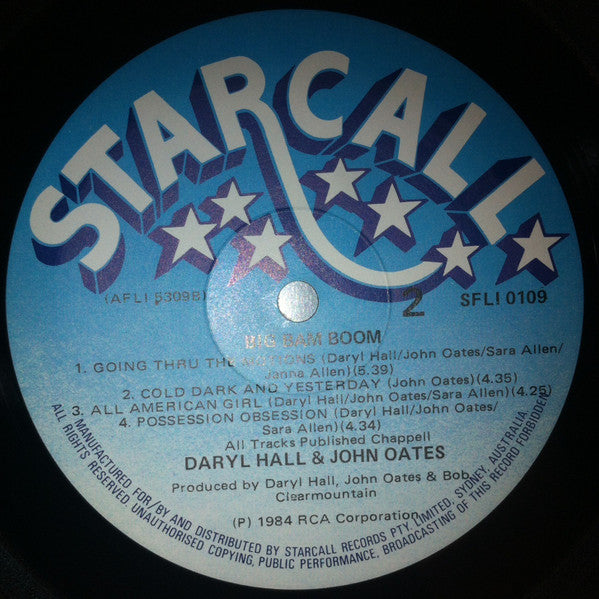 STARCALL
(AFLI 5309B)
2
SFLI 0109
BIG BAM BOOM
1. GOING THRU THE MOTIONS (Daryl Hall/John Oates/Sara Allen/
Janna Allen)(5.39)
2. COLD DARK AND YESTERDAY (John Oates)(4.35)
3. ALL AMERICAN GIRL (Daryl Hall/John Oates/Sara Allen)(4.25)
4. POSSESSION OBSESSION (Daryl Hall/John Oates/
Sara Allen)(4.34)
All Tracks Published Chappell
DARYL HALL & JOHN OATES
Produced by Daryl Hall, John Oates & Bob
Clearmountain
(P) 1984 RCA Corporation
MANUFACTURED FOR/BY AND DISTRIBUTED BY STARCALL RECORDS PTY. LIMITED, SYDNEY, AUSTRALIA.
ALL RIGHTS RESERVED. UNAUTHORISED COPYING, PUBLIC PERFORMANCE, BROADCASTING OF THIS RECORD FORBIDDEN